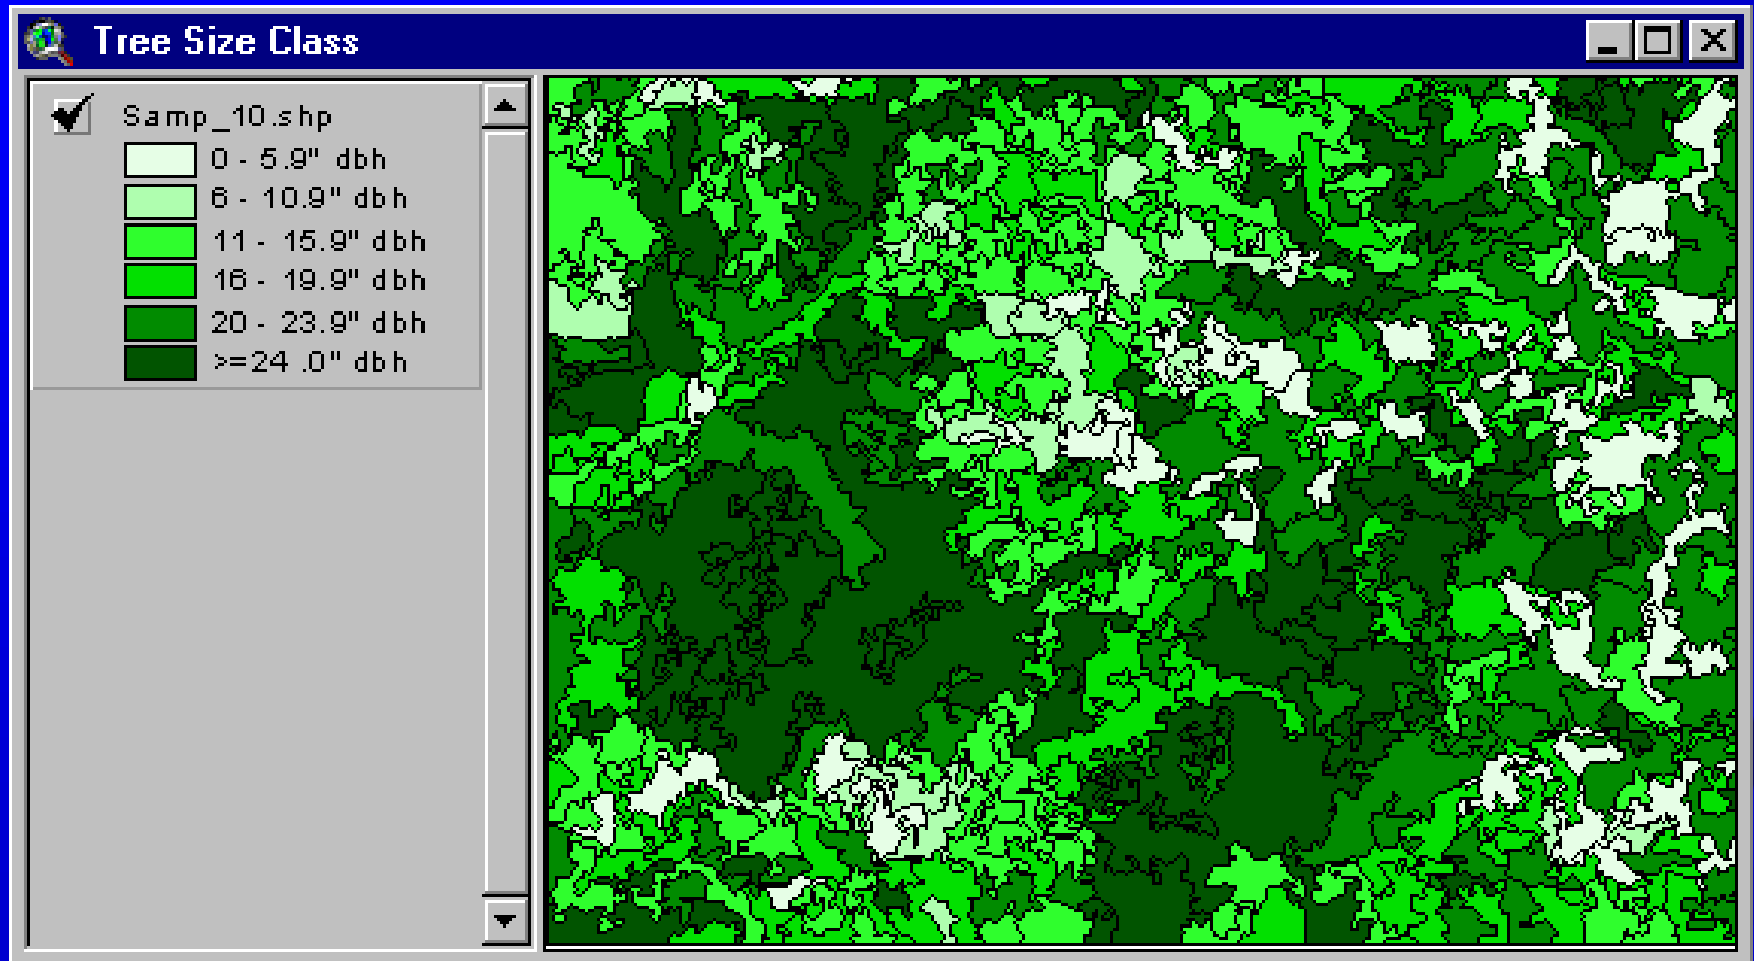 Tree Size Class
Samp_10.shp
0 - 5.9" dbh
6 - 10.9" dbh
11 - 15.9" dbh
16 - 19.9" dbh
20 - 23.9" dbh
>=24 .0" dbh